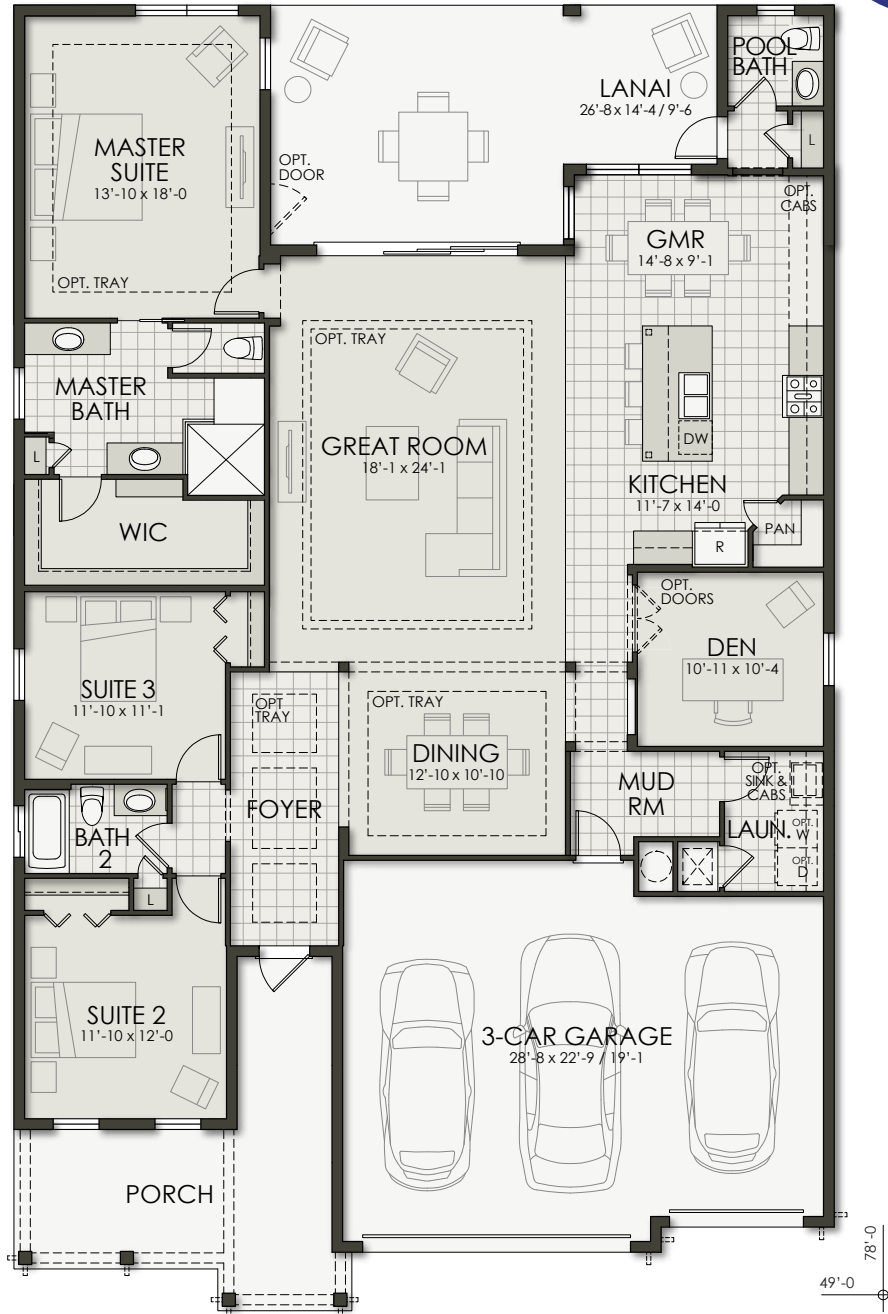 POOL
BATH
LANAI
26'-8 x 14'-4 / 9'-6
L
MASTER
SUITE
13'-10 x 18'-0
OPT. TRAY
OPT.
DOOR
OPT.
CABS
GMR
14'-8 x 9'-1
OPT. TRAY
MASTER
BATH
L
GREAT ROOM
18'-1 x 24'-1
DW
KITCHEN
11'-7 x 14'-0
WIC
R
PAN
OPT.
DOORS
DEN
10'-11 x 10'-4
SUITE 3
11'-10 x 11'-1
OPT
TRAY
OPT. TRAY
DINING
12'-10 x 10'-10
FOYER
MUD
RM
OPT.
SINK &
CABS
LAUN.
OPT.
W
OPT.
D
BATH
2
L
SUITE 2
11'-10 x 12'-0
3-CAR GARAGE
28'-8 x 22'-9 / 19'-1
PORCH
78'-0
49'-0